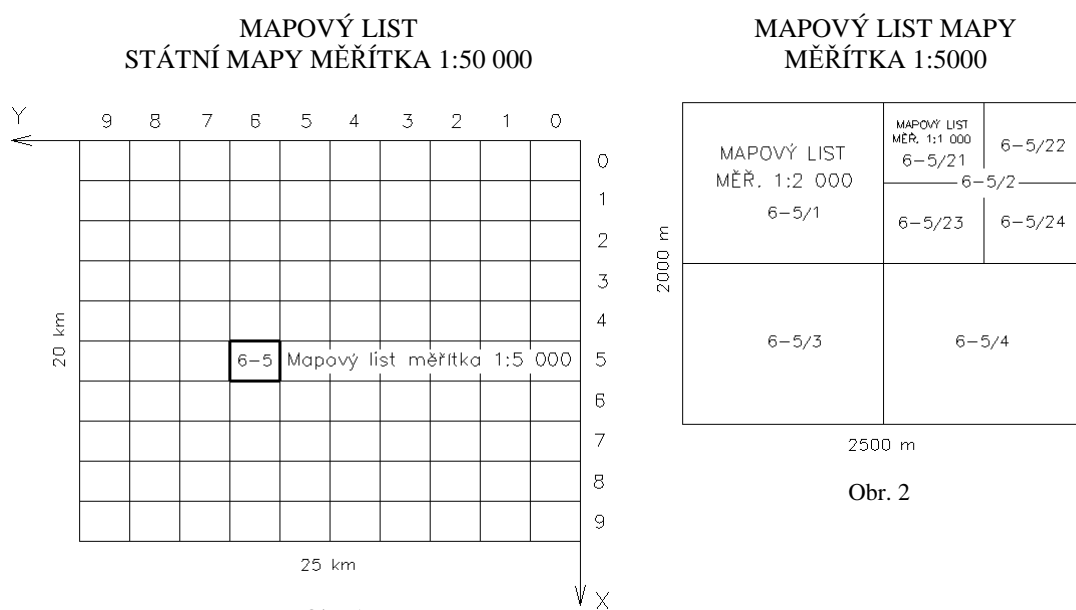 MAPOVÝ LIST
STÁTNÍ MAPY MĚŘÍTKA 1:50 000
Y
9 8 7 6 5 4 3 2 1 0
0
1
2
3
4
5
6
7
8
9
20 km
6-5 Mapový list měřítka 1:5 000
25 km
X
MAPOVÝ LIST MAPY
MĚŘÍTKA 1:5000
MAPOVÝ LIST
MĚŘ. 1:2 000
6-5/1
MAPOVÝ LIST
MĚŘ. 1:1 000
6-5/21
6-5/22
6-5/2
6-5/23
6-5/24
2000 m
6-5/3
6-5/4
2500 m
Obr. 2